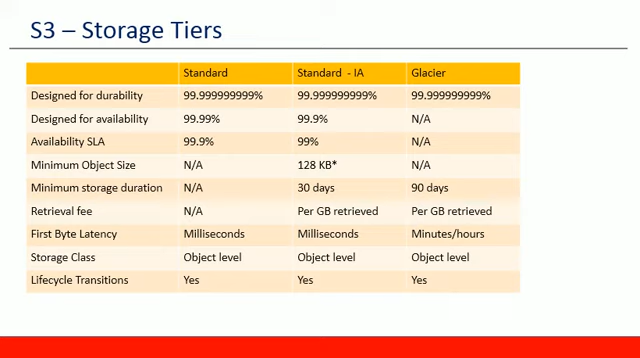 S3 – Storage Tiers
Standard Standard - IA Glacier
Designed for durability 99.999999999% 99.999999999% 99.999999999%
Designed for availability 99.99% 99.9% N/A
Availability SLA 99.9% 99% N/A
Minimum Object Size N/A 128 KB* N/A
Minimum storage duration N/A 30 days 90 days
Retrieval fee N/A Per GB retrieved Per GB retrieved
First Byte Latency Milliseconds Milliseconds Minutes/hours
Storage Class Object level Object level Object level
Lifecycle Transitions Yes Yes Yes